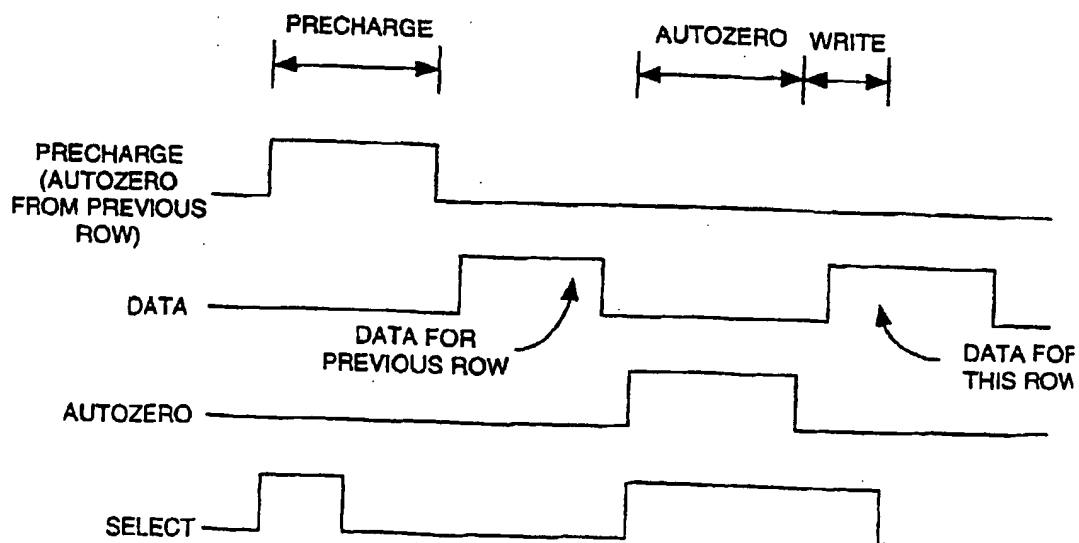 PRECHARGE
AUTOZERO
WRITE
PRECHARGE
(AUTOZERO
FROM PREVIOUS
ROW)
DATA
DATA FOR
PREVIOUS ROW
DATA FOR
THIS ROW
AUTOZERO
SELECT